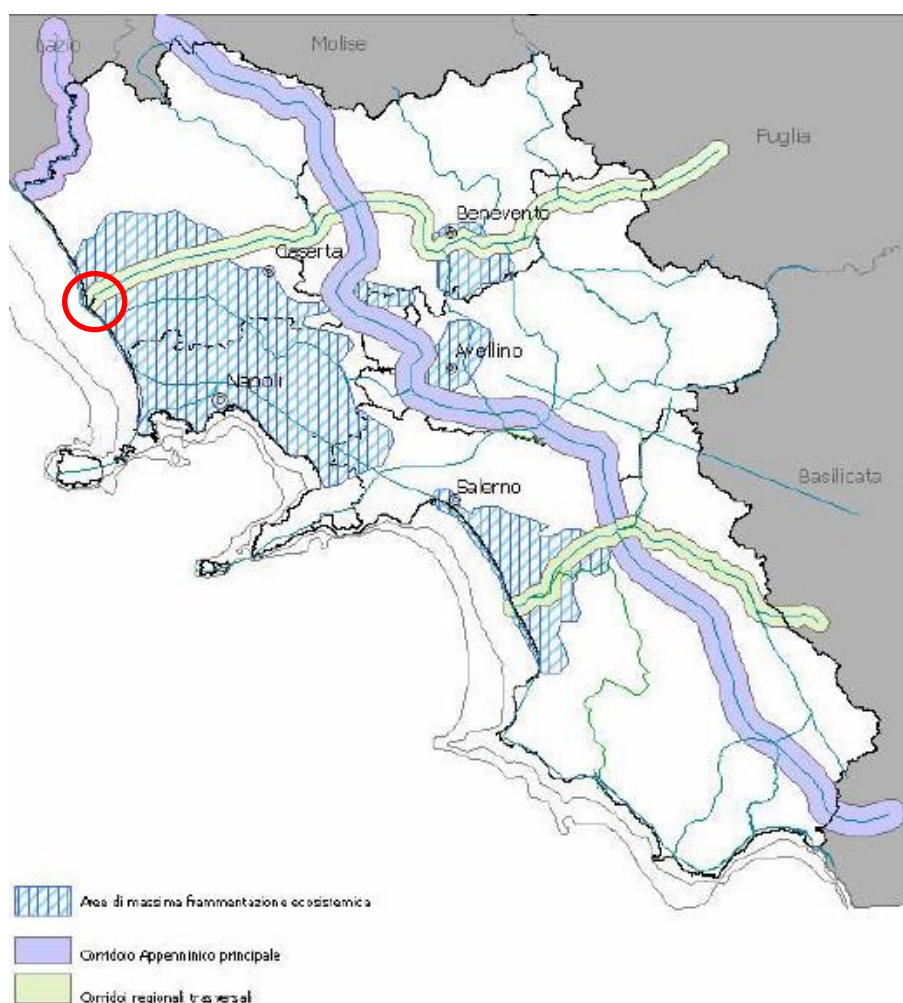 Lazio
Molise
Puglia
Benevento
Caserta
Avellino
Napoli
Basilicata
Salerno
Aree di massima frammentazione ecosistemica
Corridoio Appenninico principale
Corridoi regionali trasversali